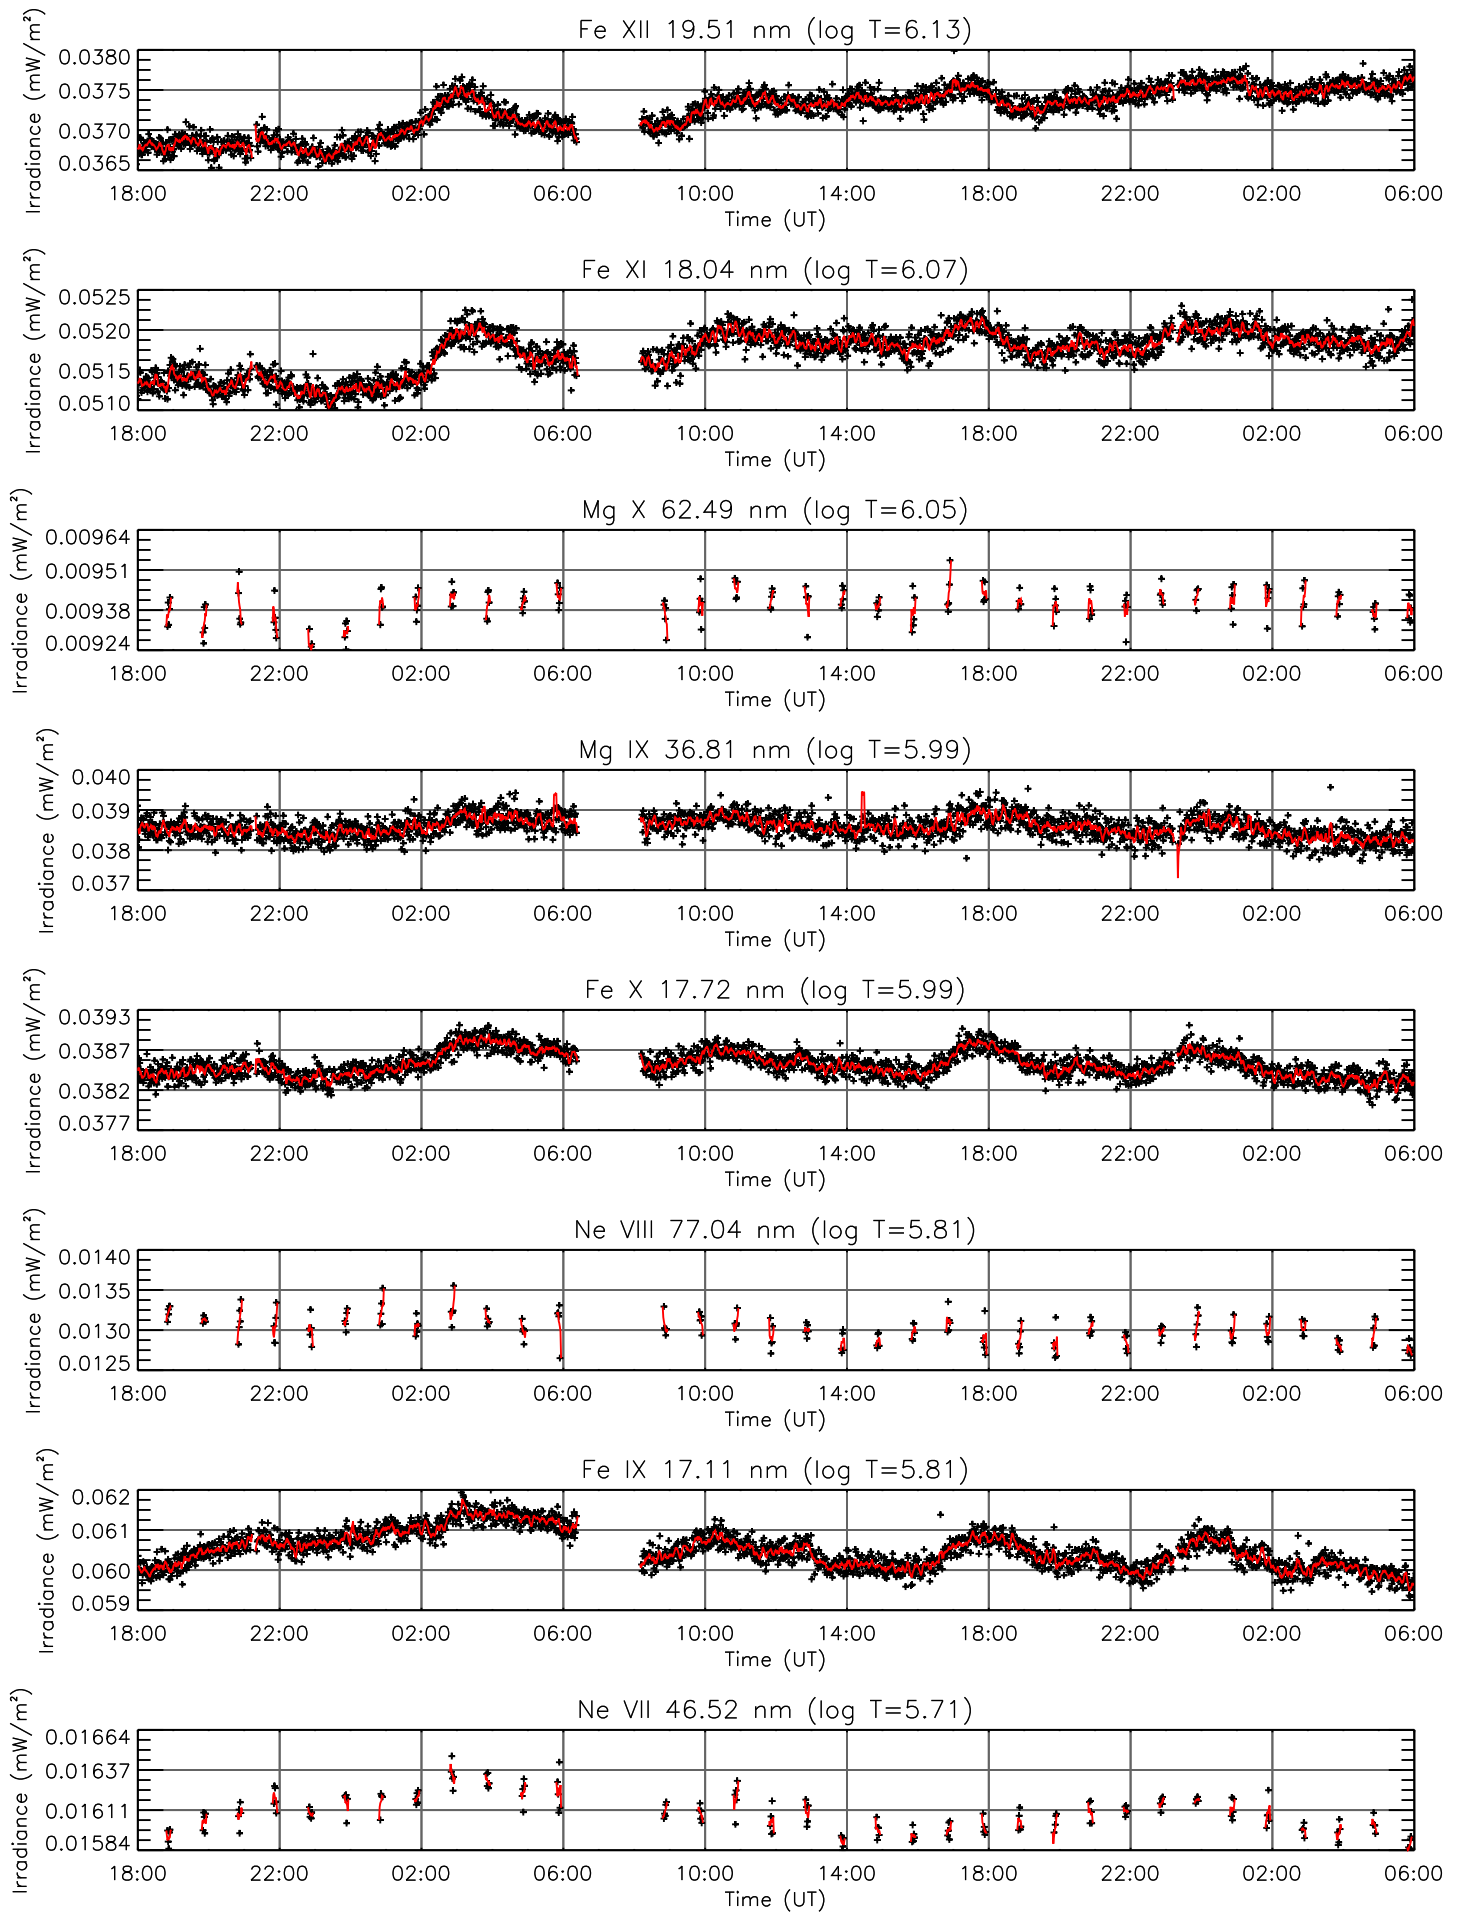 Fe XII 19.51 nm (log T=6.13)
Irradiance (mW/m²)
0.0380
0.0375
0.0370
0.0365
18:00 22:00 02:00 06:00 10:00 14:00 18:00 22:00 02:00 06:00
Time (UT)
Fe XI 18.04 nm (log T=6.07)
Irradiance (mW/m²)
0.0525
0.0520
0.0515
0.0510
18:00 22:00 02:00 06:00 10:00 14:00 18:00 22:00 02:00 06:00
Time (UT)
Mg X 62.49 nm (log T=6.05)
Irradiance (mW/m²)
0.00964
0.00951
0.00938
0.00924
18:00 22:00 02:00 06:00 10:00 14:00 18:00 22:00 02:00 06:00
Time (UT)
Mg IX 36.81 nm (log T=5.99)
Irradiance (mW/m²)
0.040
0.039
0.038
0.037
18:00 22:00 02:00 06:00 10:00 14:00 18:00 22:00 02:00 06:00
Time (UT)
Fe X 17.72 nm (log T=5.99)
Irradiance (mW/m²)
0.0393
0.0387
0.0382
0.0377
18:00 22:00 02:00 06:00 10:00 14:00 18:00 22:00 02:00 06:00
Time (UT)
Ne VIII 77.04 nm (log T=5.81)
Irradiance (mW/m²)
0.0140
0.0135
0.0130
0.0125
18:00 22:00 02:00 06:00 10:00 14:00 18:00 22:00 02:00 06:00
Time (UT)
Fe IX 17.11 nm (log T=5.81)
Irradiance (mW/m²)
0.062
0.061
0.060
0.059
18:00 22:00 02:00 06:00 10:00 14:00 18:00 22:00 02:00 06:00
Time (UT)
Ne VII 46.52 nm (log T=5.71)
Irradiance (mW/m²)
0.01664
0.01637
0.01611
0.01584
18:00 22:00 02:00 06:00 10:00 14:00 18:00 22:00 02:00 06:00
Time (UT)